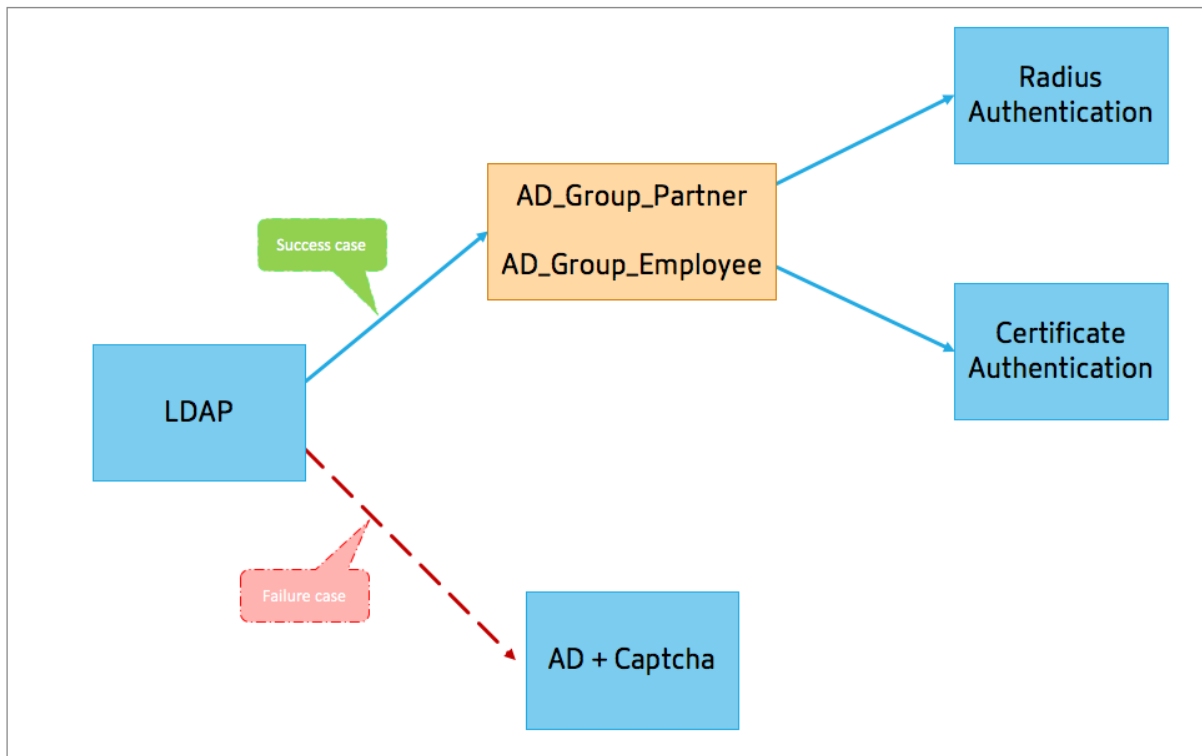 Radius
Authentication
AD_Group_Partner
AD_Group_Employee
Success case
Certificate
Authentication
LDAP
Failure case
AD + Captcha